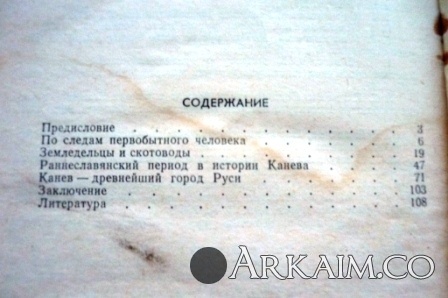 СОДЕРЖАНИЕ
Предисловие . . . . . . . . . . . 3
По следам первобытного человека . . . . . 6
Земледельцы и скотоводы . . . . . . . 19
Раннеславянский период в истории Канева . . . 47
Канев — древнейший город Руси . . . . . . 71
Заключение . . . . . . . . . . . 103
Литература . . . . . . . . . . . 108
ARKAIM.CO